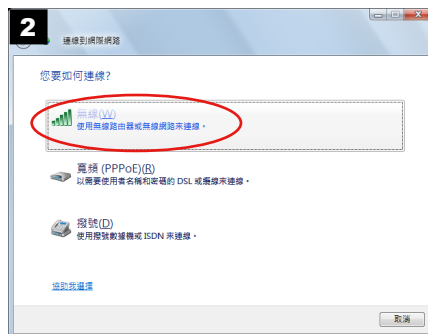 2
連線到網際網路
您要如何連線?
無線(W)
使用無線路由器或無線網路來連線。
寬頻 (PPPoE)(R)
以需要使用者名稱和密碼的 DSL 或纜線來連線。
撥號(D)
使用撥號數據機或 ISDN 來連線。
協助我選擇
取消